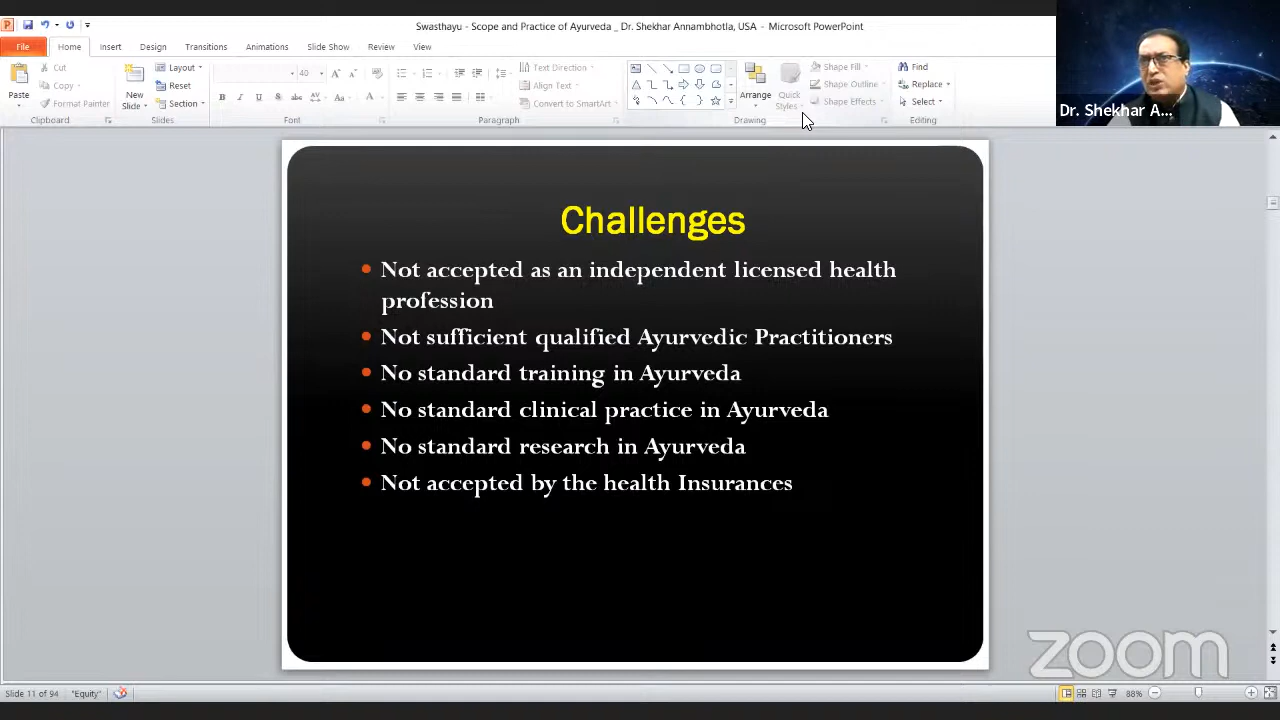 Swasthayu - Scope and Practice of Ayurveda _ Dr. Shekhar Annambhotla, USA - Microsoft PowerPoint
File Home Insert Design Transitions Animations Slide Show Review View
Paste
Cut
Copy
Format Painter
Clipboard
New
Slide
Layout
Reset
Section
Slides
40
Font
Text Direction
Align Text
Convert to SmartArt
Paragraph
Arrange
Quick
Styles
Shape Fill
Shape Outline
Shape Effects
Drawing
Find
Replace
Select
Editing
Dr. Shekhar A...
Challenges
Not accepted as an independent licensed health
profession
Not sufficient qualified Ayurvedic Practitioners
No standard training in Ayurveda
No standard clinical practice in Ayurveda
No standard research in Ayurveda
Not accepted by the health Insurances
zoom
Slide 11 of 94 "Equity" 88%